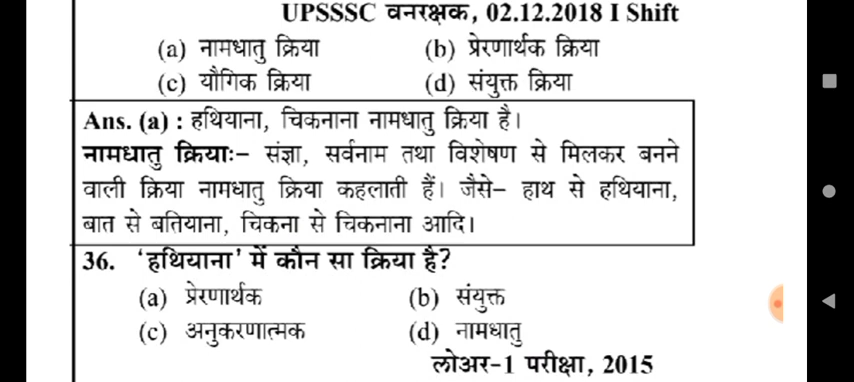 UPSSSC वनरक्षक, 02.12.2018 I Shift
(a) नामधातु क्रिया (b) प्रेरणार्थक क्रिया
(c) यौगिक क्रिया (d) संयुक्त क्रिया
Ans. (a) : हथियाना, चिकनाना नामधातु क्रिया है।
नामधातु क्रियाः– संज्ञा, सर्वनाम तथा विशेषण से मिलकर बनने
वाली क्रिया नामधातु क्रिया कहलाती हैं। जैसे– हाथ से हथियाना,
बात से बतियाना, चिकना से चिकनाना आदि।
36. ‘हथियाना’ में कौन सा क्रिया है?
(a) प्रेरणार्थक (b) संयुक्त
(c) अनुकरणात्मक (d) नामधातु
लोअर-1 परीक्षा, 2015